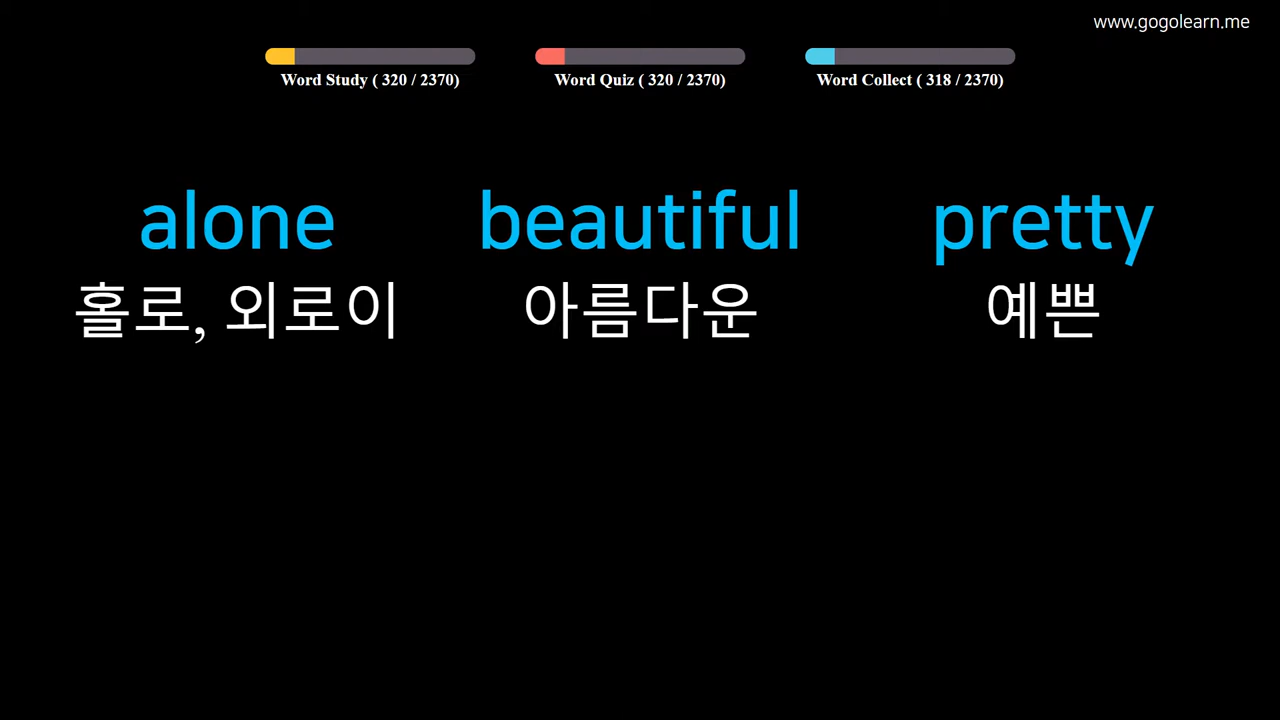 www.gogolearn.me
Word Study ( 320 / 2370)
Word Quiz ( 320 / 2370)
Word Collect ( 318 / 2370)
alone
홀로, 외로이
beautiful
아름다운
pretty
예쁜